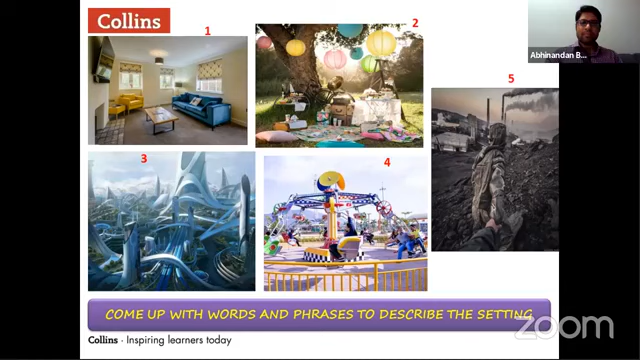 Collins
1
2
Abhinandan B...
5
3
4
COME UP WITH WORDS AND PHRASES TO DESCRIBE THE SETTING
zoom
Collins · Inspiring learners today